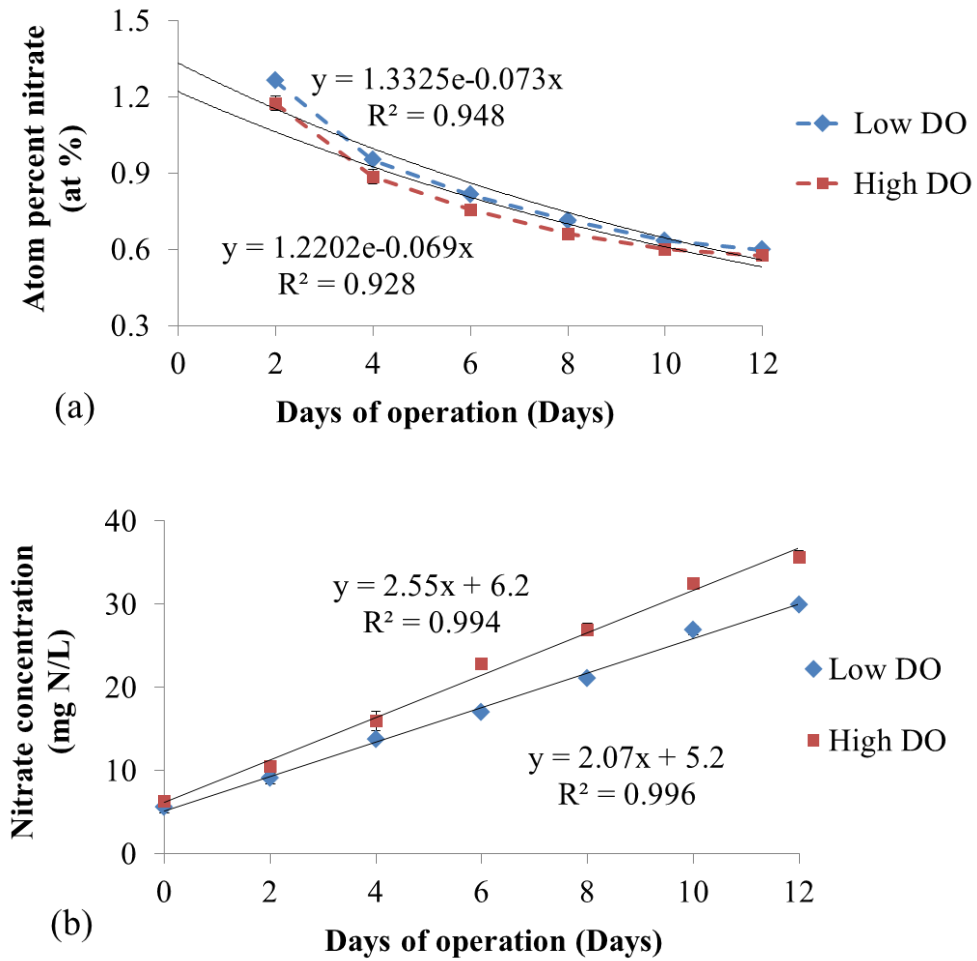 1.5
1.2
0.9
0.6
0.3
Atom percent nitrate
(at %)
y = 1.3325e-0.073x
R² = 0.948
y = 1.2202e-0.069x
R² = 0.928
Low DO
High DO
0 2 4 6 8 10 12
(a)
Days of operation (Days)
40
30
20
10
0
Nitrate concentration
(mg N/L)
y = 2.55x + 6.2
R² = 0.994
y = 2.07x + 5.2
R² = 0.996
Low DO
High DO
0 2 4 6 8 10 12
(b)
Days of operation (Days)